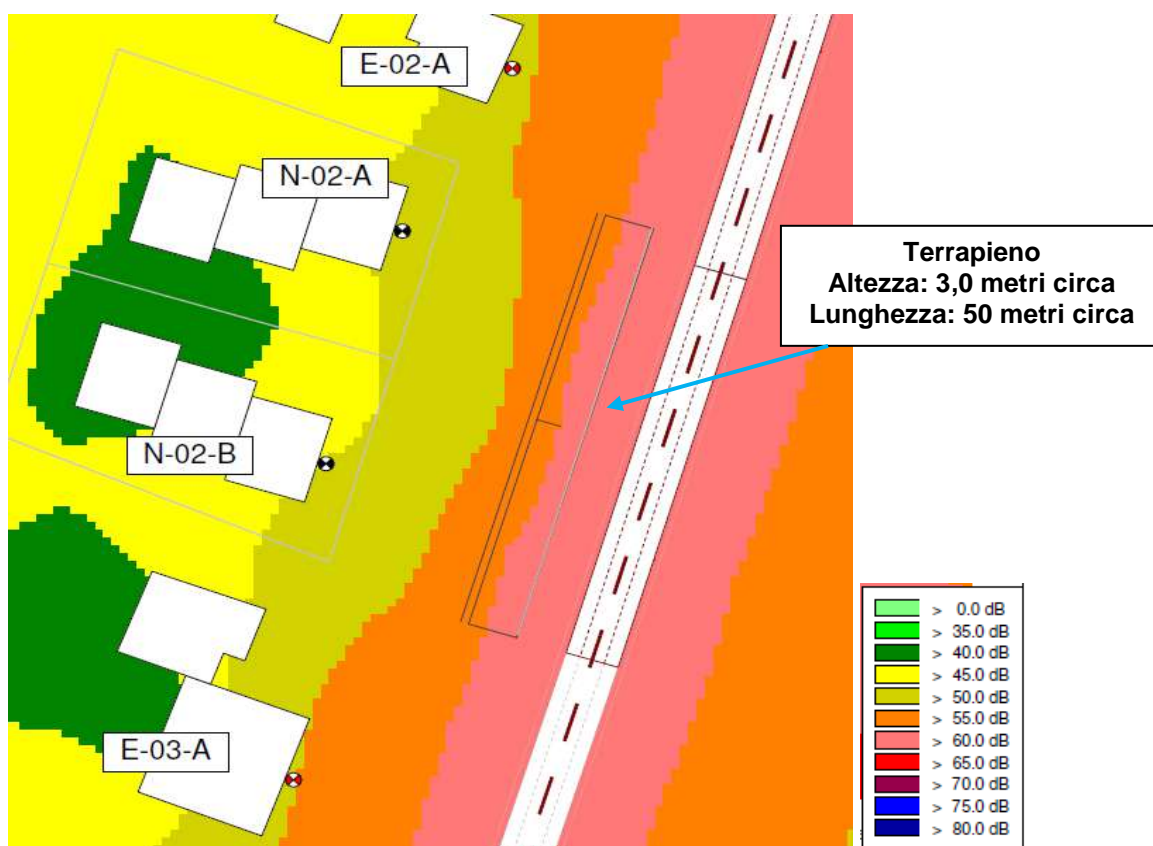 E-02-A
N-02-A
Terrapieno
Altezza: 3,0 metri circa
Lunghezza: 50 metri circa
N-02-B
E-03-A
> 0.0 dB
> 35.0 dB
> 40.0 dB
> 45.0 dB
> 50.0 dB
> 55.0 dB
> 60.0 dB
> 65.0 dB
> 70.0 dB
> 75.0 dB
> 80.0 dB